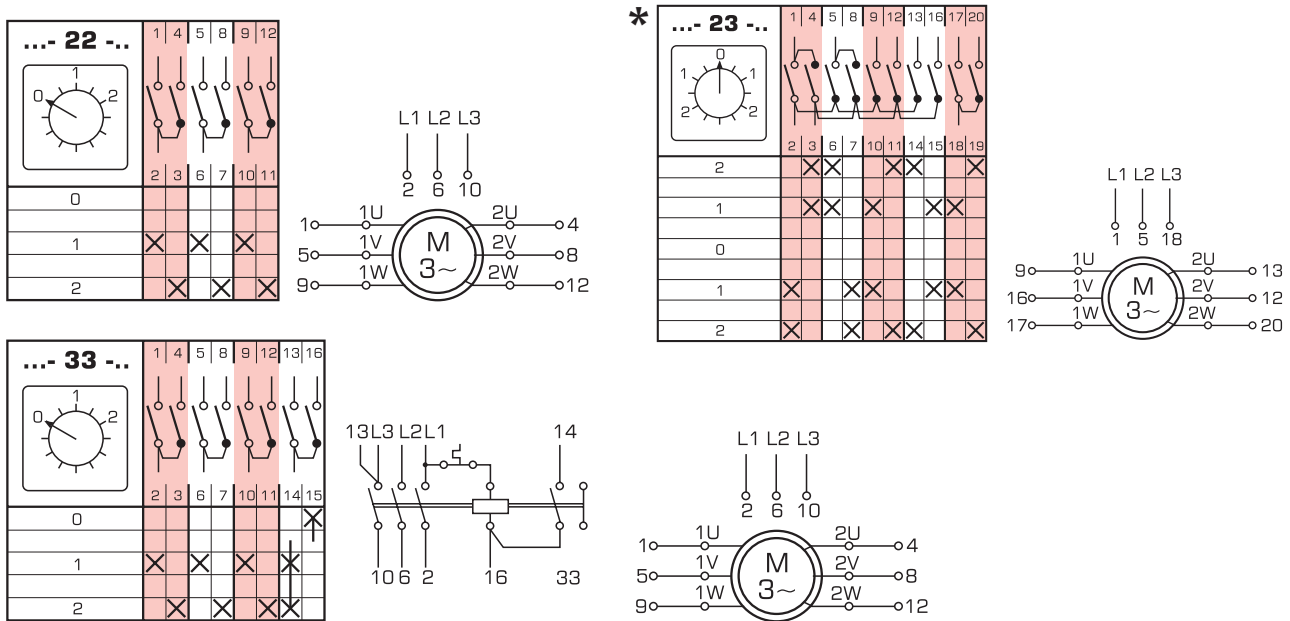 ...- 22 -..
1 4 5 8 9 12
0 1 2
2 3 6 7 10 11
0
1
2
L1 L2 L3
2 6 10
1 1U 2U 4
5 1V M 2V 8
9 1W 3~ 2W 12
*
...- 23 -..
1 4 5 8 9 12 13 16 17 20
0
1 1
2 2
2 3 6 7 10 11 14 15 18 19
2
1
0
1
2
L1 L2 L3
1 5 18
9 1U 2U 13
16 1V M 2V 12
17 1W 3~ 2W 20
...- 33 -..
1 4 5 8 9 12 13 16
0 1 2
2 3 6 7 10 11 14 15
0
1
2
13 L3 L2 L1 14
10 6 2 16 33
L1 L2 L3
2 6 10
1 1U 2U 4
5 1V M 2V 8
9 1W 3~ 2W 12